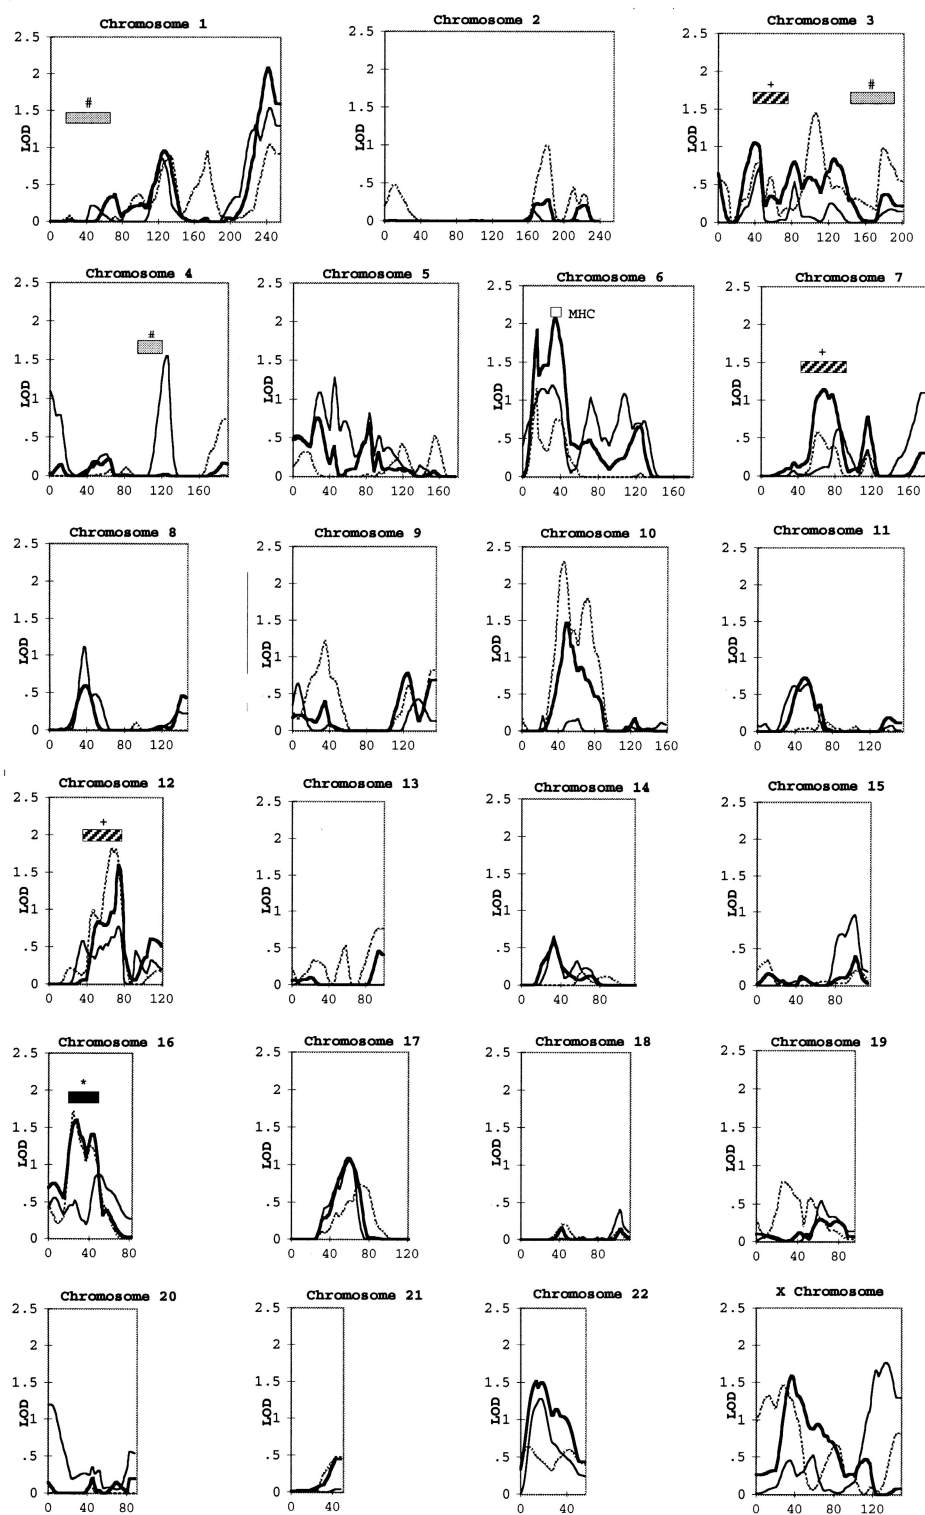 Chromosome 1
2.5
2
1.5
LOD
1
.5
0
#
0 40 80 120 160 200 240
Chromosome 2
2.5
2
1.5
LOD
1
.5
0
0 40 80 120 160 200 240
Chromosome 3
2.5
2
1.5
LOD
1
.5
0
+ #
0 40 80 120 160 200
Chromosome 4
2.5
2
1.5
LOD
1
.5
0
#
0 40 80 120 160
Chromosome 5
2.5
2
1.5
LOD
1
.5
0
0 40 80 120 160
Chromosome 6
2.5
2
1.5
LOD
1
.5
0
MHC
0 40 80 120 160
Chromosome 7
2.5
2
1.5
LOD
1
.5
0
+
0 40 80 120 160
Chromosome 8
2.5
2
1.5
LOD
1
.5
0
0 40 80 120
Chromosome 9
2.5
2
1.5
LOD
1
.5
0
0 40 80 120
Chromosome 10
2.5
2
1.5
LOD
1
.5
0
0 40 80 120 160
Chromosome 11
2.5
2
1.5
LOD
1
.5
0
0 40 80 120
Chromosome 12
2.5
2
1.5
LOD
1
.5
0
+
0 40 80 120
Chromosome 13
2.5
2
1.5
LOD
1
.5
0
0 40 80
Chromosome 14
2.5
2
1.5
LOD
1
.5
0
0 40 80
Chromosome 15
2.5
2
1.5
LOD
1
.5
0
0 40 80
Chromosome 16
2.5
2
1.5
LOD
1
.5
0
*
0 40 80
Chromosome 17
2.5
2
1.5
LOD
1
.5
0
0 40 80 120
Chromosome 18
2.5
2
1.5
LOD
1
.5
0
0 40 80
Chromosome 19
2.5
2
1.5
LOD
1
.5
0
0 40 80
Chromosome 20
2.5
2
1.5
LOD
1
.5
0
0 40 80
Chromosome 21
2.5
2
1.5
LOD
1
.5
0
0 40
Chromosome 22
2.5
2
1.5
LOD
1
.5
0
0 40
X Chromosome
2.5
2
1.5
LOD
1
.5
0
0 40 80 120